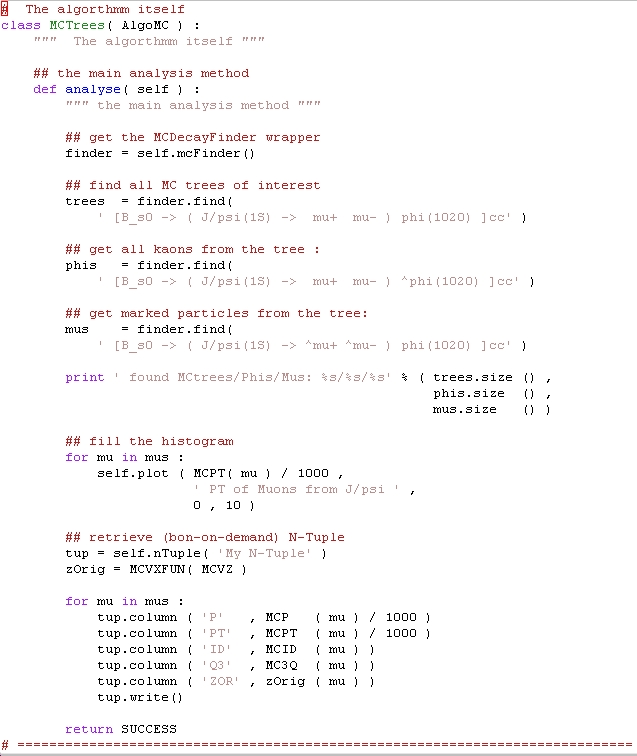 #  The algorthmm itself
class MCTrees( AlgoMC ) :
    """  The algorthmm itself """

    ## the main analysis method
    def analyse( self ) :
        """ the main analysis method """

        ## get the MCDecayFinder wrapper
        finder = self.mcFinder()

        ## find all MC trees of interest
        trees  = finder.find(
            ' [B_s0 -> ( J/psi(1S) ->  mu+  mu- ) phi(1020) ]cc' )

        ## get all kaons from the tree :
        phis   = finder.find(
            ' [B_s0 -> ( J/psi(1S) ->  mu+  mu- ) ^phi(1020) ]cc' )

        ## get marked particles from the tree:
        mus    = finder.find(
            ' [B_s0 -> ( J/psi(1S) -> ^mu+ ^mu- ) phi(1020) ]cc' )

        print ' found MCtrees/Phis/Mus: %s/%s/%s' % ( trees.size () ,
                                                      phis.size  () ,
                                                      mus.size   () )

        ## fill the histogram
        for mu in mus :
            self.plot ( MCPT( mu ) / 1000 ,
                        ' PT of Muons from J/psi ' ,
                        0 , 10 )

        ## retrieve (bon-on-demand) N-Tuple
        tup = self.nTuple( 'My N-Tuple' )
        zOrig = MCVXFUN( MCVZ )

        for mu in mus :
            tup.column ( 'P'   , MCP   ( mu ) / 1000 )
            tup.column ( 'PT'  , MCPT  ( mu ) / 1000 )
            tup.column ( 'ID'  , MCID  ( mu ) )
            tup.column ( 'Q3'  , MC3Q  ( mu ) )
            tup.column ( 'ZOR' , zOrig ( mu ) )
            tup.write()

        return SUCCESS
# =============================================================================